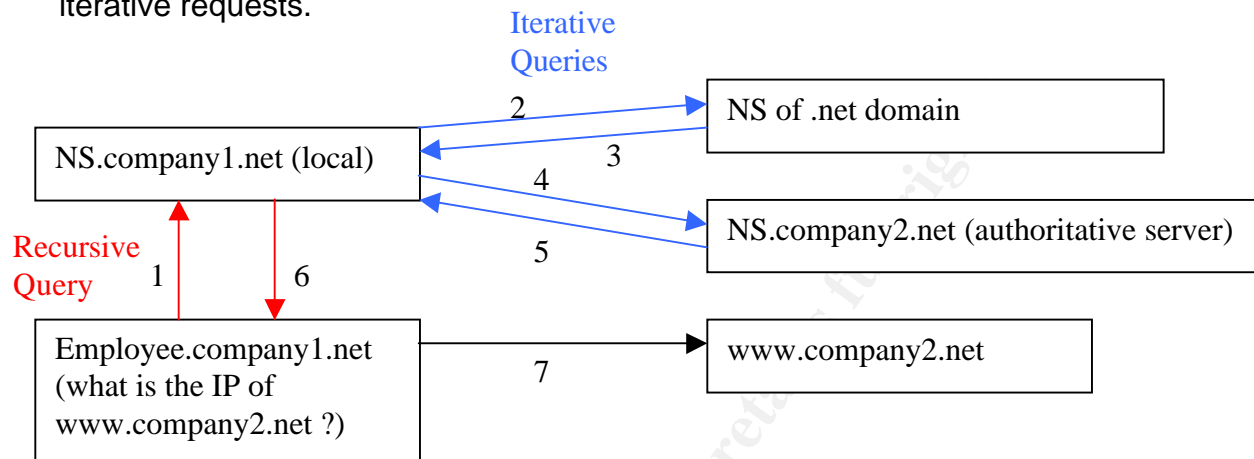 iterative requests.
Iterative
Queries
2
NS of .net domain
NS.company1.net (local)
3
4
NS.company2.net (authoritative server)
Recursive
Query
1
6
5
Employee.company1.net
(what is the IP of
www.company2.net ?)
7
www.company2.net